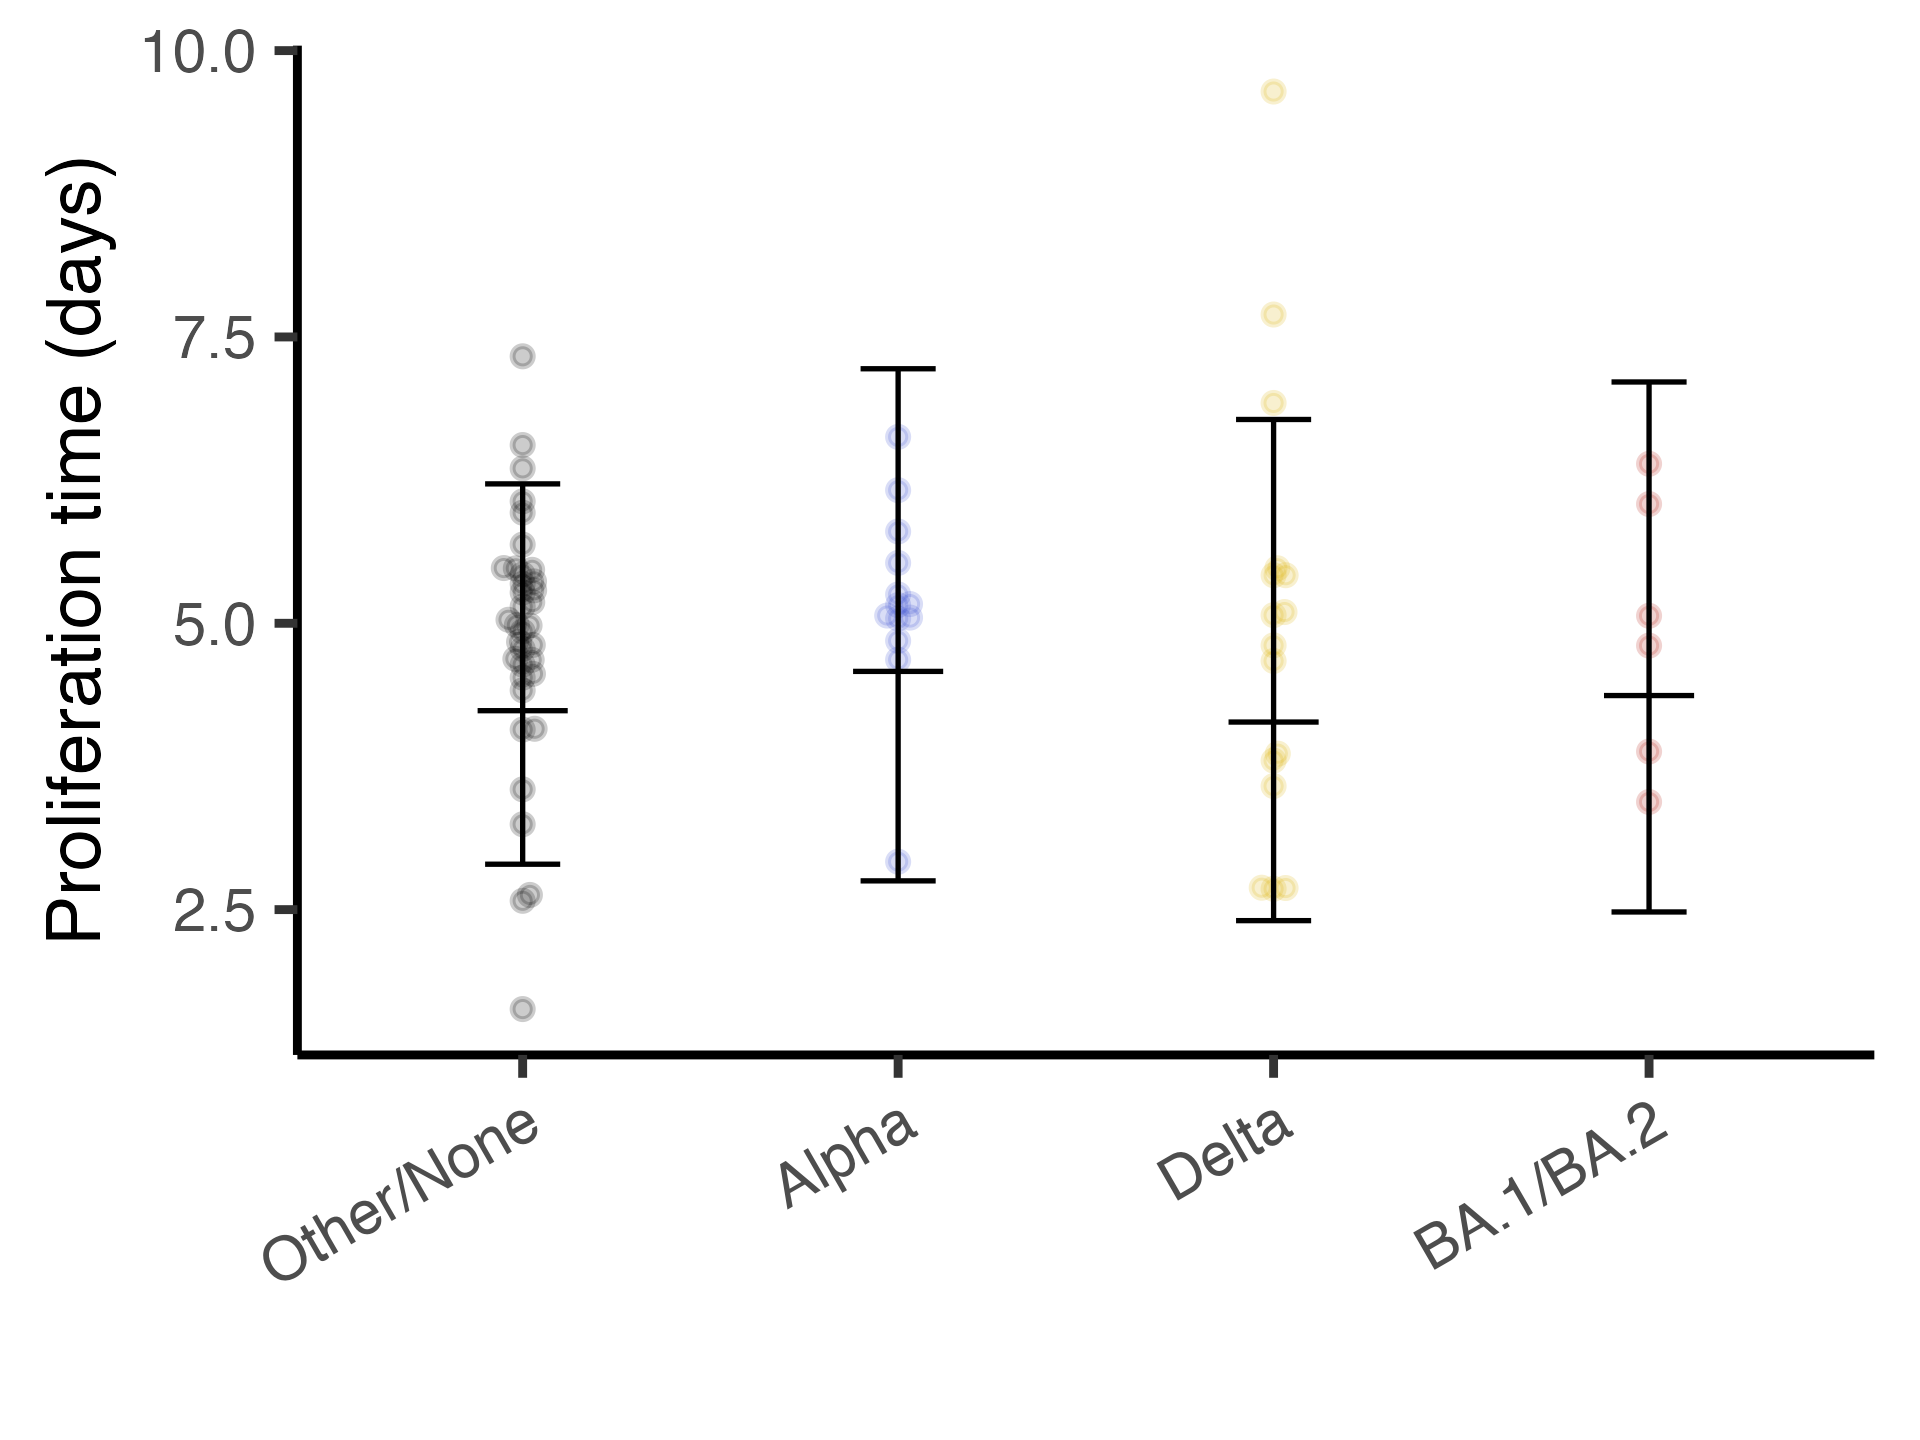 Proliferation time (days)
10.0
7.5
5.0
2.5
Other/None
Alpha
Delta
BA.1/BA.2